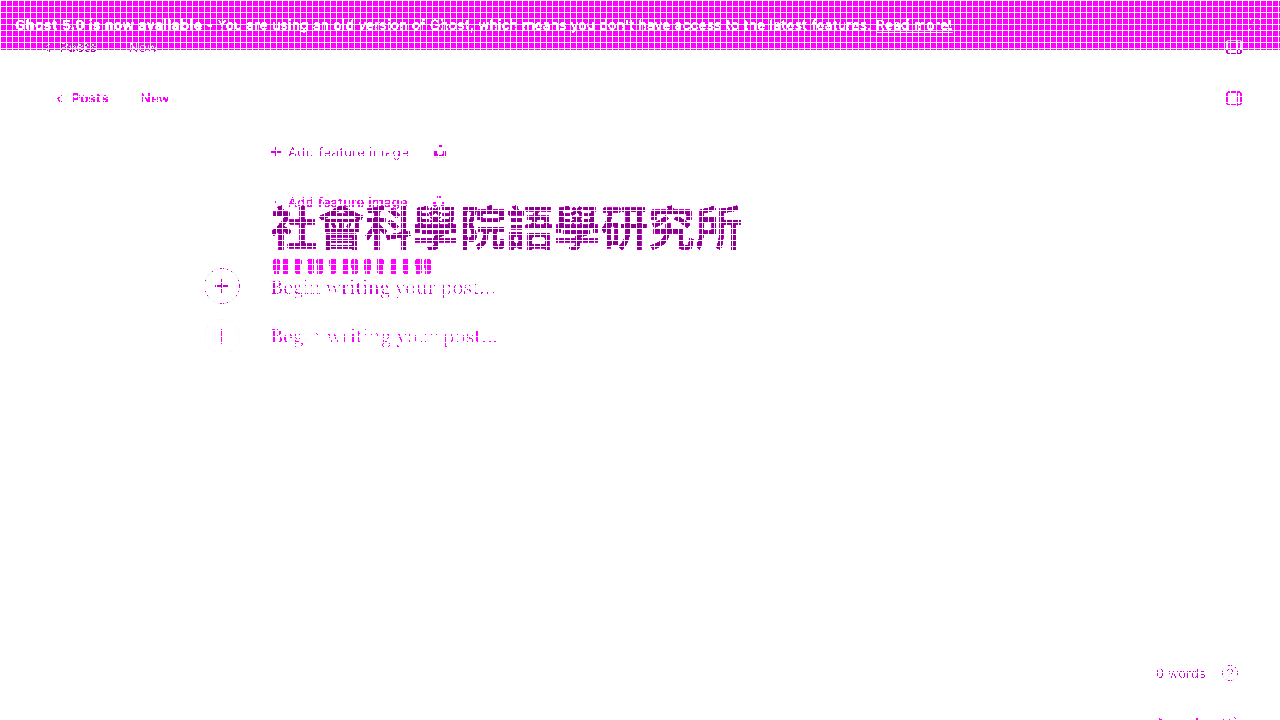 Ghost 5.0 is now available - You are using an old version of Ghost, which means you don't have access to the latest features. Read more!
Posts New
Posts New
+ Add feature image
Add feature image
社會科學院語學研究所
Begin writing your post...
Begin writing your post...
0 words ?